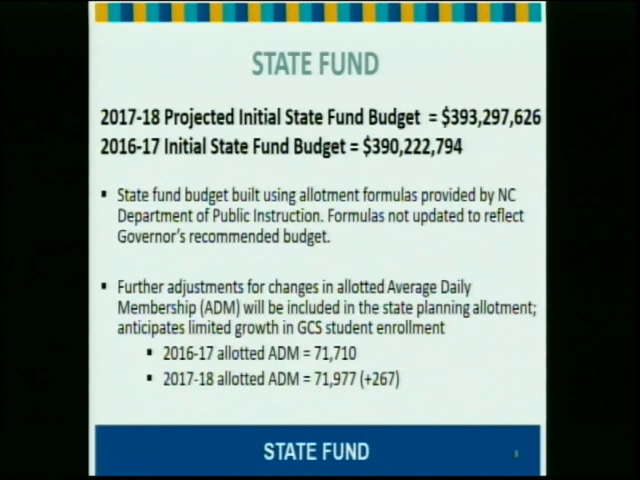 STATE FUND
2017-18 Projected Initial State Fund Budget = $393,297,626
2016-17 Initial State Fund Budget = $390,222,794
▪ State fund budget built using allotment formulas provided by NC
Department of Public Instruction. Formulas not updated to reflect
Governor's recommended budget.
▪ Further adjustments for changes in allotted Average Daily
Membership (ADM) will be included in the state planning allotment;
anticipates limited growth in GCS student enrollment
▪ 2016-17 allotted ADM = 71,710
▪ 2017-18 allotted ADM = 71,977 (+267)
STATE FUND